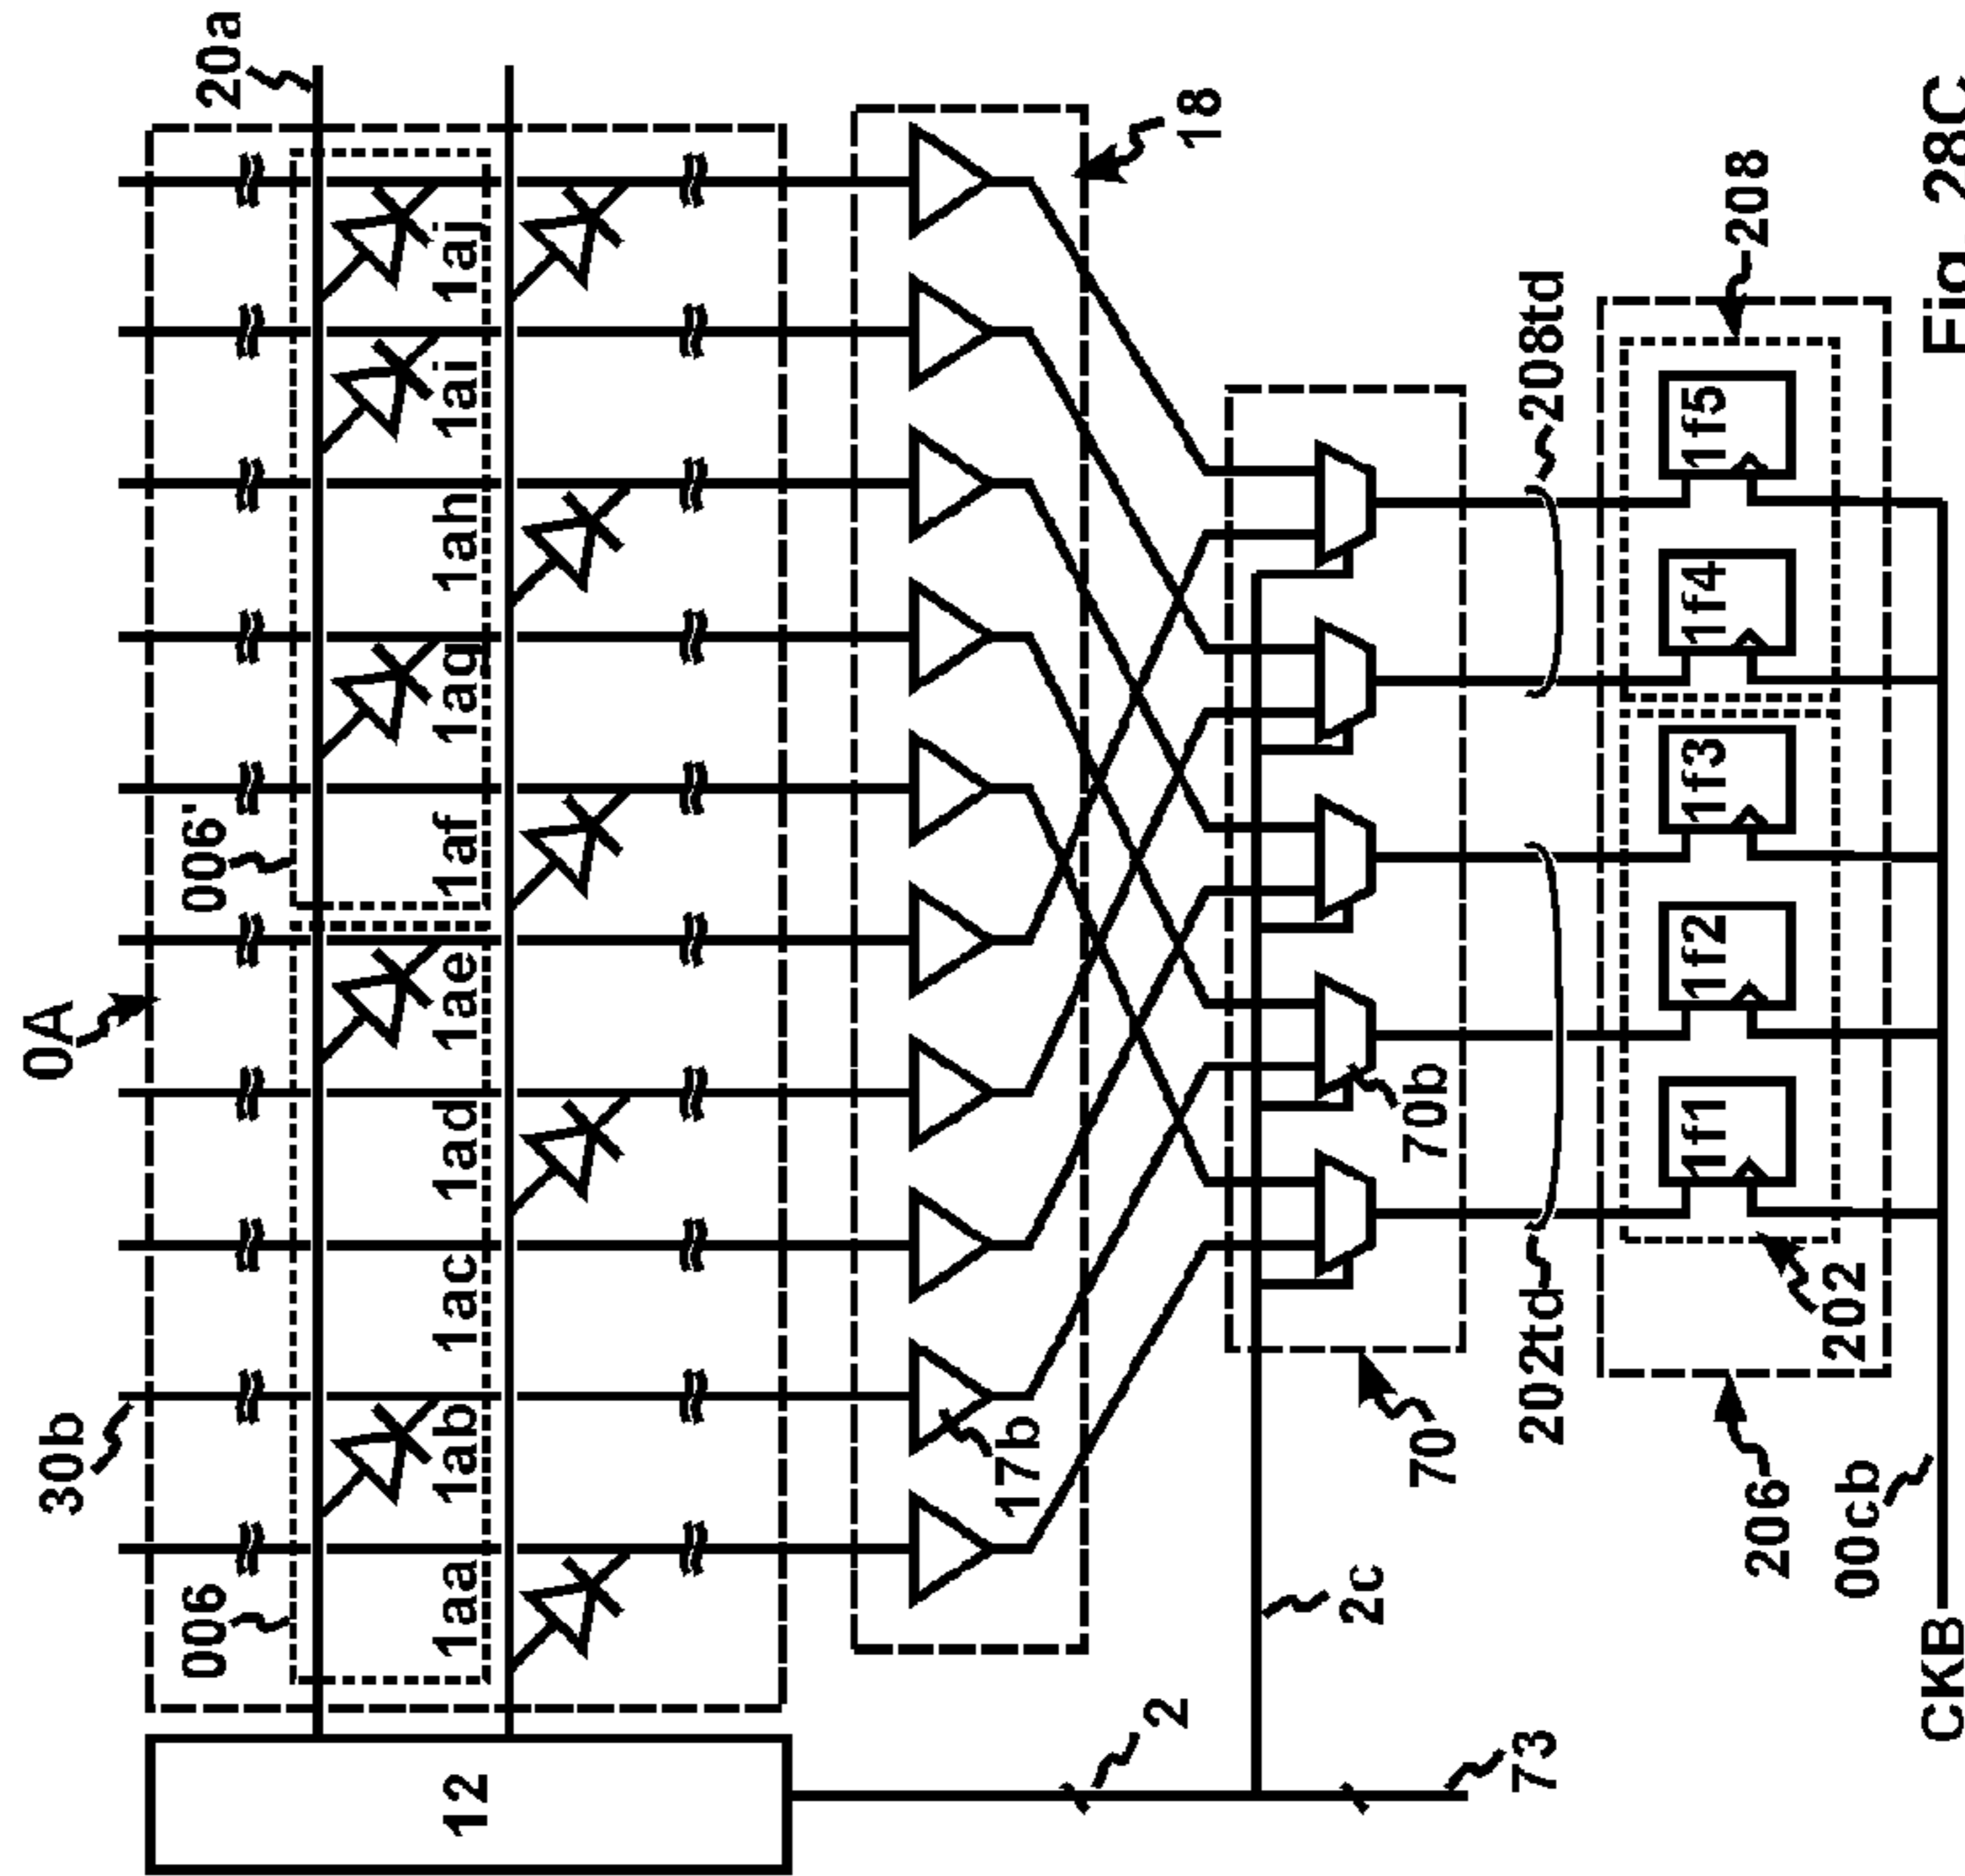 0A
30b
20a
006
006'
1aa
1ab
1ac
1ad
1ae
1af
1ag
1ah
1ai
1aj
12
17b
18
2
2c
70b
70
73
202td
208td
1f1
1f2
1f3
1f4
1f5
206
202
208
00cb
CKB
Fig. 28C